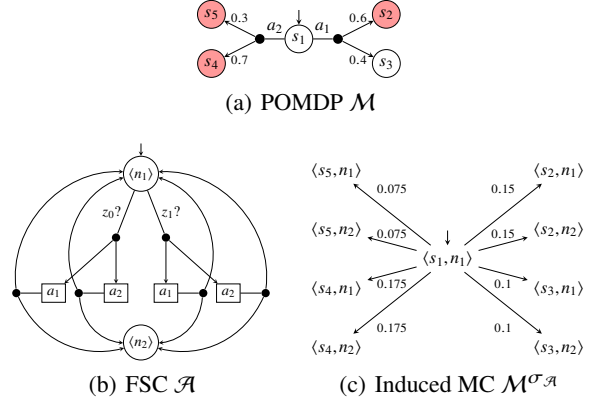 s₅ 0.3 a₂ s₁ a₁ 0.6 s₂
s₄ 0.7 0.4 s₃
(a) POMDP ℳ
⟨n₁⟩
z₀? z₁?
a₁ a₂ a₁ a₂
⟨n₂⟩
(b) FSC 𝒜
⟨s₅, n₁⟩ ⟨s₂, n₁⟩
0.075 0.15
⟨s₅, n₂⟩ 0.075 0.15 ⟨s₂, n₂⟩
⟨s₁, n₁⟩
⟨s₄, n₁⟩ 0.175 0.1 ⟨s₃, n₁⟩
0.175 0.1
⟨s₄, n₂⟩ ⟨s₃, n₂⟩
(c) Induced MC ℳ^σ𝒜